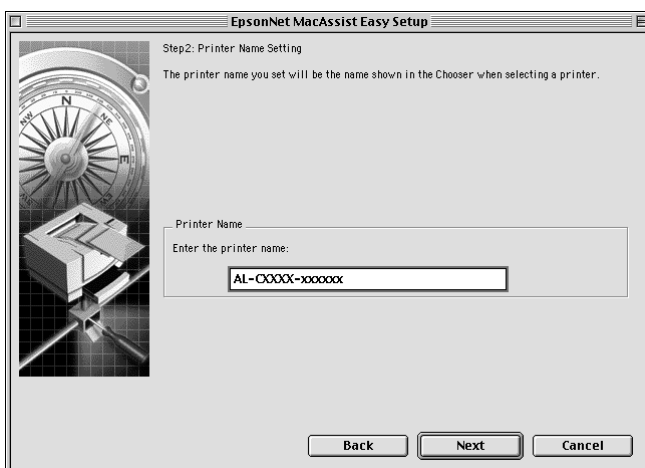 EpsonNet MacAssist Easy Setup
Step2: Printer Name Setting
The printer name you set will be the name shown in the Chooser when selecting a printer.
N
NE
E
Printer Name
Enter the printer name:
AL-CXXXX-xxxxxx
Back
Next
Cancel